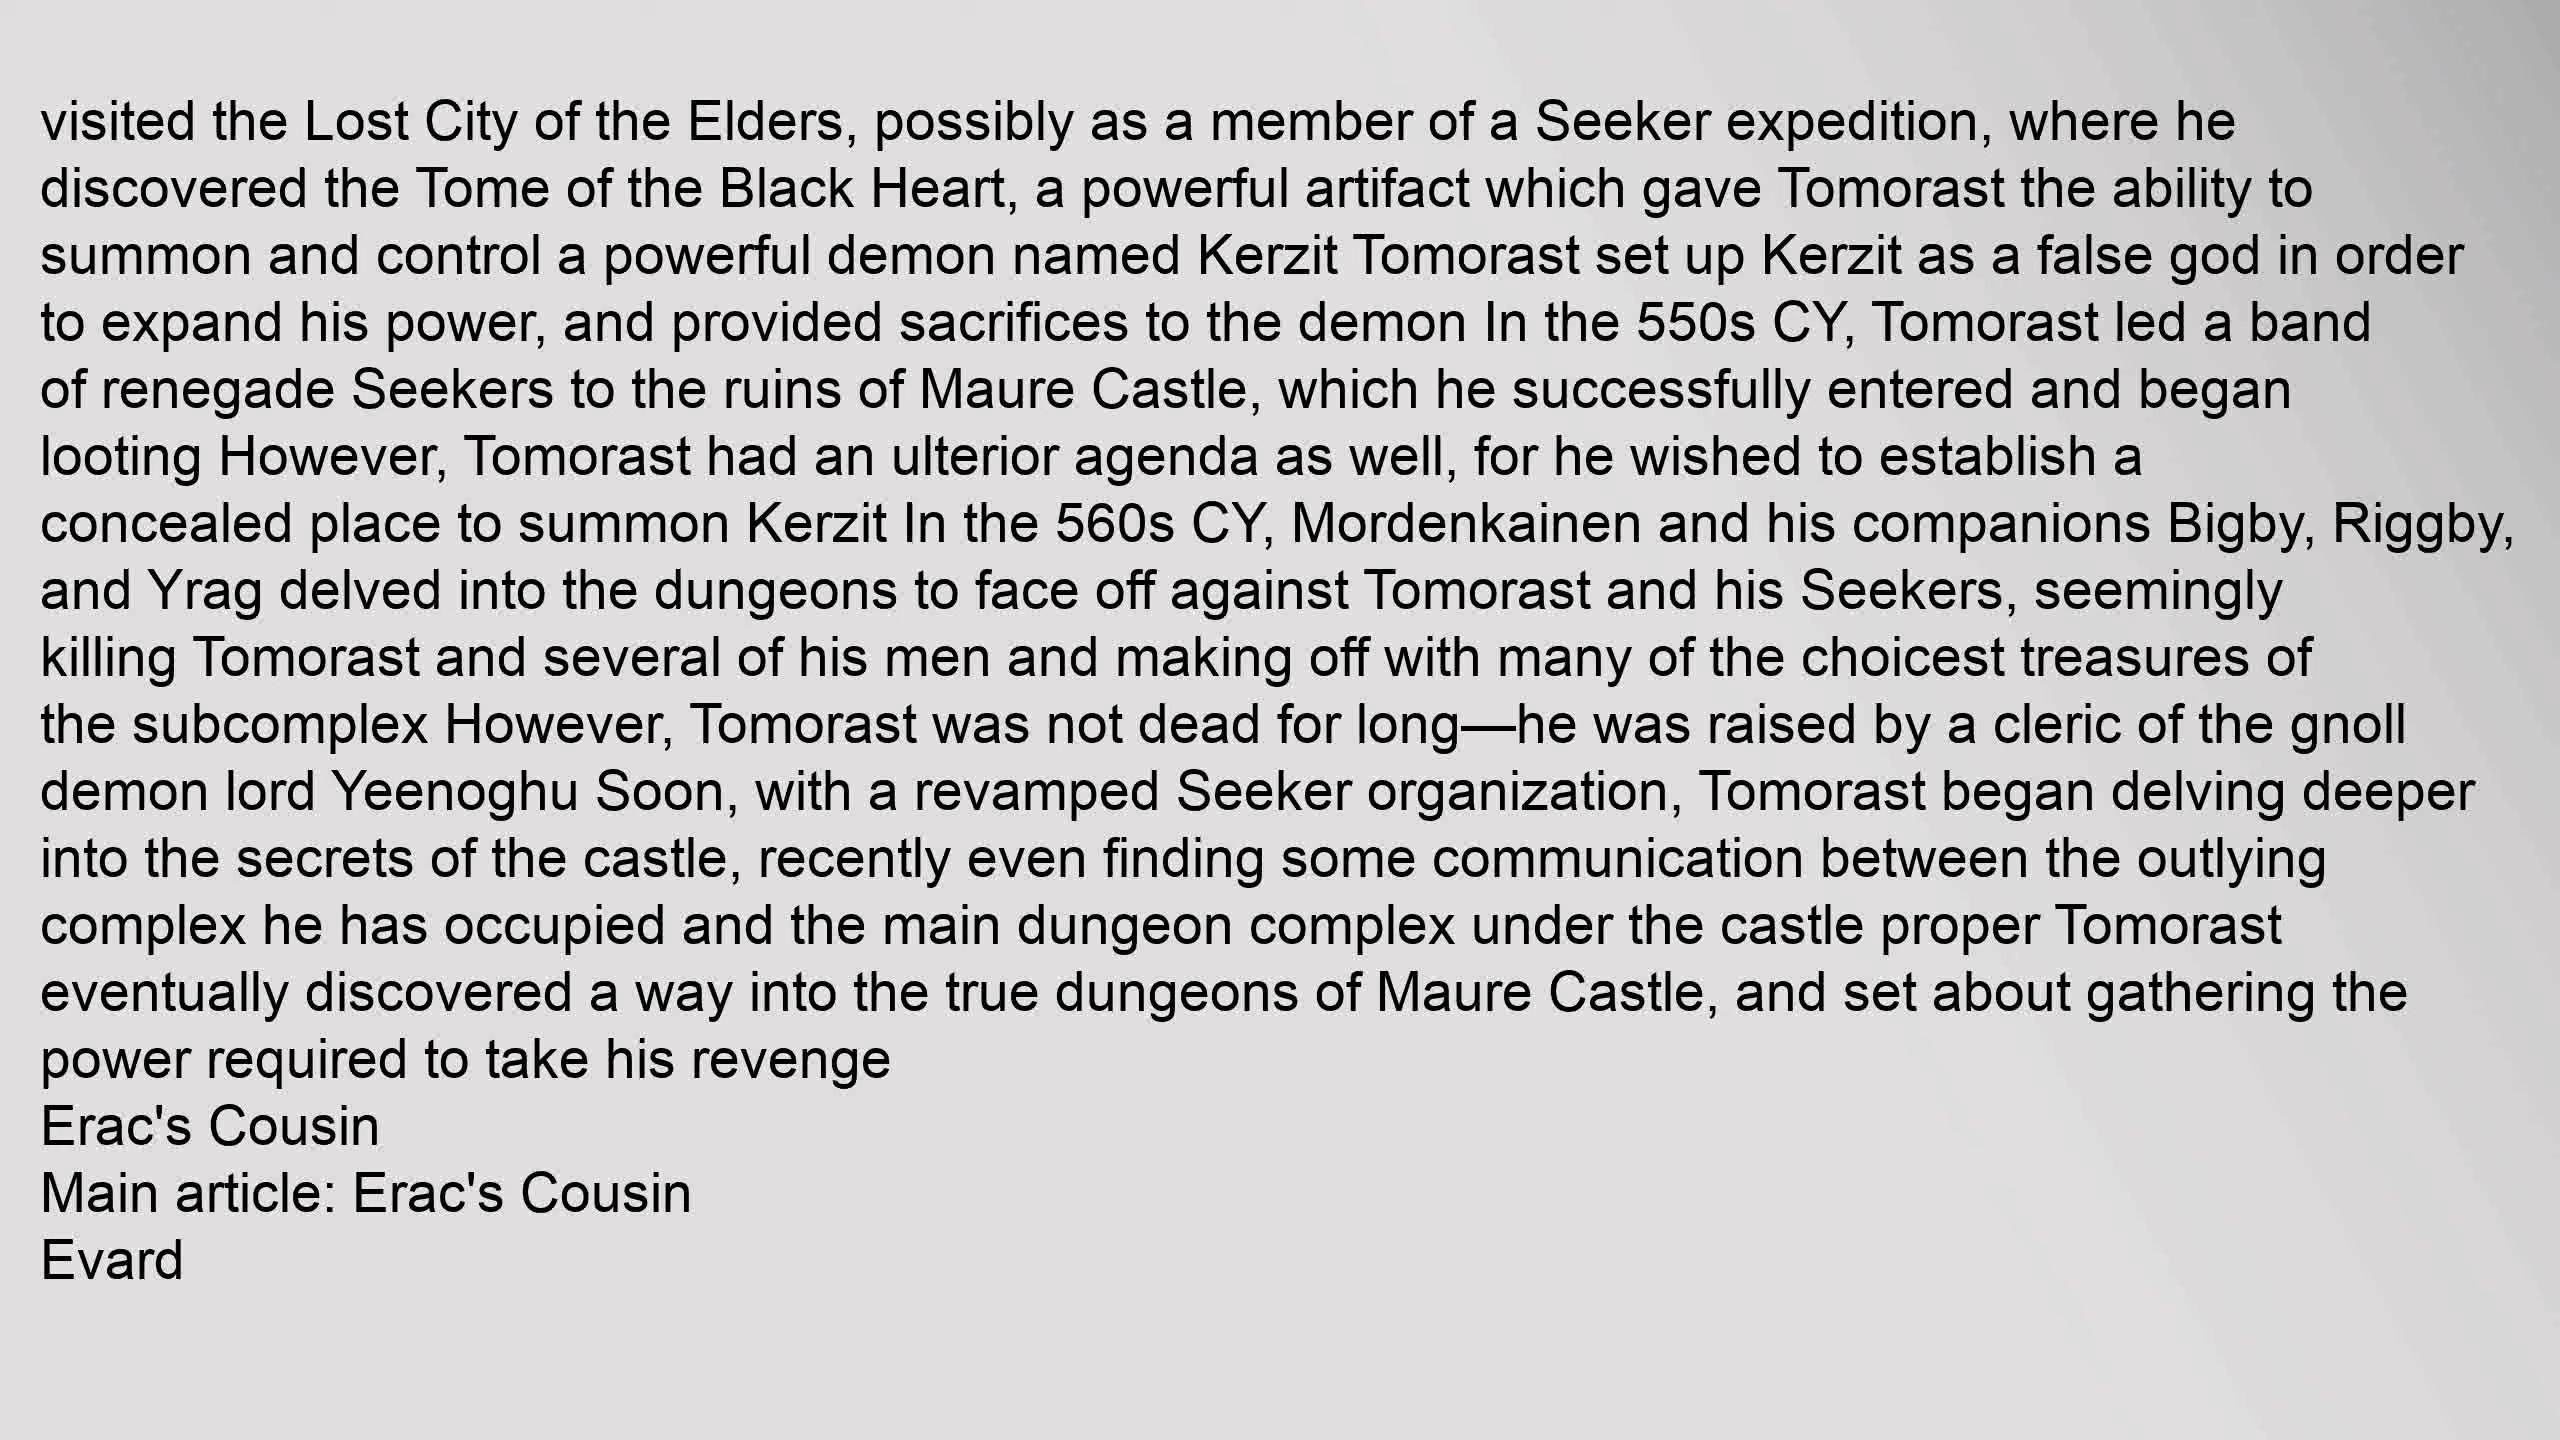 visited the Lost City of the Elders, possibly as a member of a Seeker expedition, where he
discovered the Tome of the Black Heart, a powerful artifact which gave Tomorast the ability to
summon and control a powerful demon named Kerzit Tomorast set up Kerzit as a false god in order
to expand his power, and provided sacrifices to the demon In the 550s CY, Tomorast led a band
of renegade Seekers to the ruins of Maure Castle, which he successfully entered and began
looting However, Tomorast had an ulterior agenda as well, for he wished to establish a
concealed place to summon Kerzit In the 560s CY, Mordenkainen and his companions Bigby, Riggby,
and Yrag delved into the dungeons to face off against Tomorast and his Seekers, seemingly
killing Tomorast and several of his men and making off with many of the choicest treasures of
the subcomplex However, Tomorast was not dead for long—he was raised by a cleric of the gnoll
demon lord Yeenoghu Soon, with a revamped Seeker organization, Tomorast began delving deeper
into the secrets of the castle, recently even finding some communication between the outlying
complex he has occupied and the main dungeon complex under the castle proper Tomorast
eventually discovered a way into the true dungeons of Maure Castle, and set about gathering the
power required to take his revenge
Erac's Cousin
Main article: Erac's Cousin
Evard